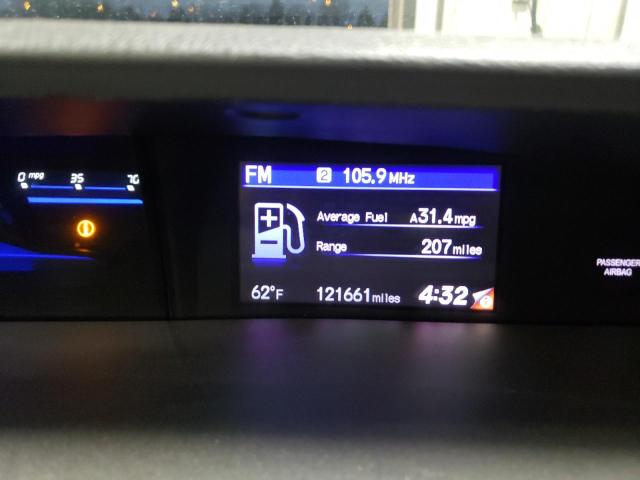 0 mpg 35 70
FM 2 105.9 MHz
Average Fuel A31.4 mpg
Range 207 miles
62°F 121661 miles 4:32
PASSENGER
AIRBAG